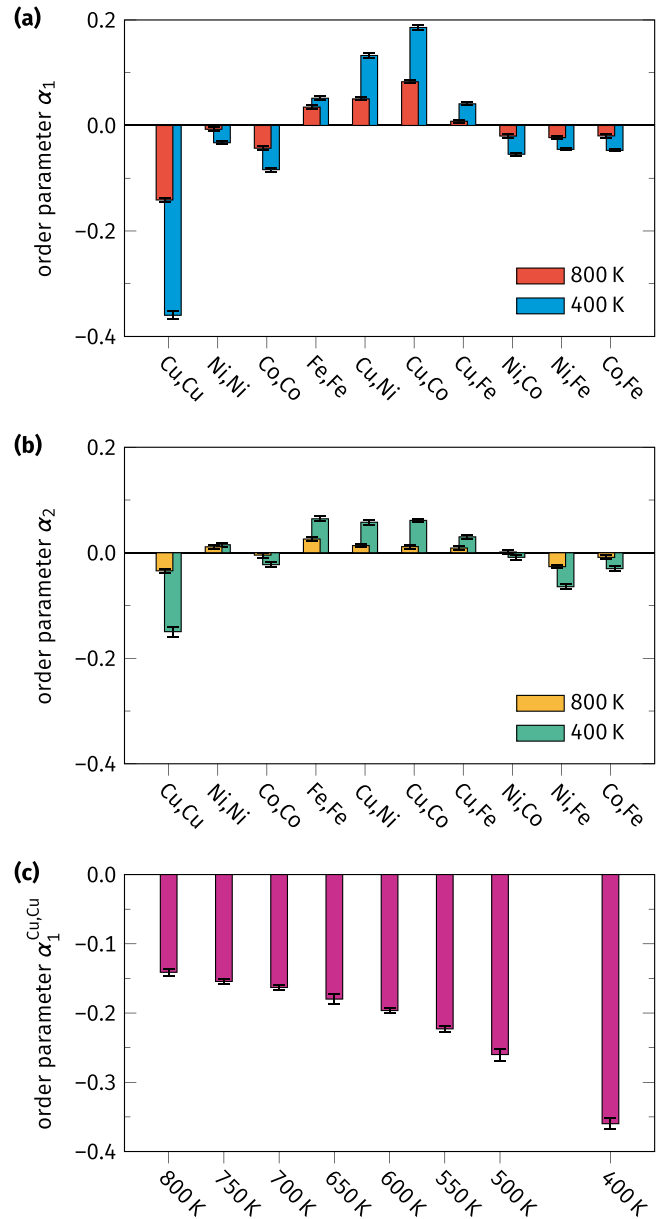 (a)
order parameter α1
0.2
0.0
−0.2
−0.4
800 K
400 K
Cu,Cu
Ni,Ni
Co,Co
Fe,Fe
Cu,Ni
Cu,Co
Cu,Fe
Ni,Co
Ni,Fe
Co,Fe
(b)
order parameter α2
0.2
0.0
−0.2
−0.4
800 K
400 K
Cu,Cu
Ni,Ni
Co,Co
Fe,Fe
Cu,Ni
Cu,Co
Cu,Fe
Ni,Co
Ni,Fe
Co,Fe
(c)
order parameter α1 Cu,Cu
0.0
−0.1
−0.2
−0.3
−0.4
800 K
750 K
700 K
650 K
600 K
550 K
500 K
400 K